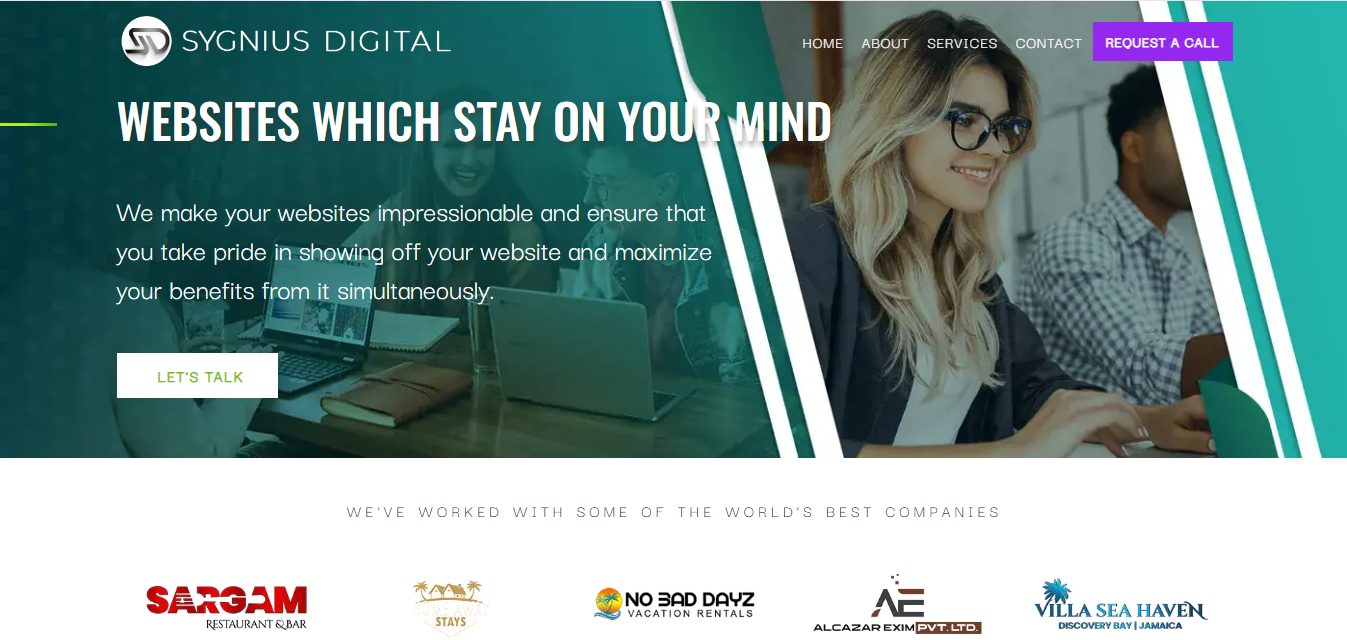 SYGNIUS DIGITAL
HOME ABOUT SERVICES CONTACT REQUEST A CALL
WEBSITES WHICH STAY ON YOUR MIND
We make your websites impressionable and ensure that
you take pride in showing off your website and maximize
your benefits from it simultaneously.
LET'S TALK
WE'VE WORKED WITH SOME OF THE WORLD'S BEST COMPANIES
SARGAM
RESTAURANT & BAR
HOME AWAY
STAYS
NO BAD DAYZ
VACATION RENTALS
AE
ALCAZAR EXIM PVT. LTD.
VILLA SEA HAVEN
DISCOVERY BAY | JAMAICA